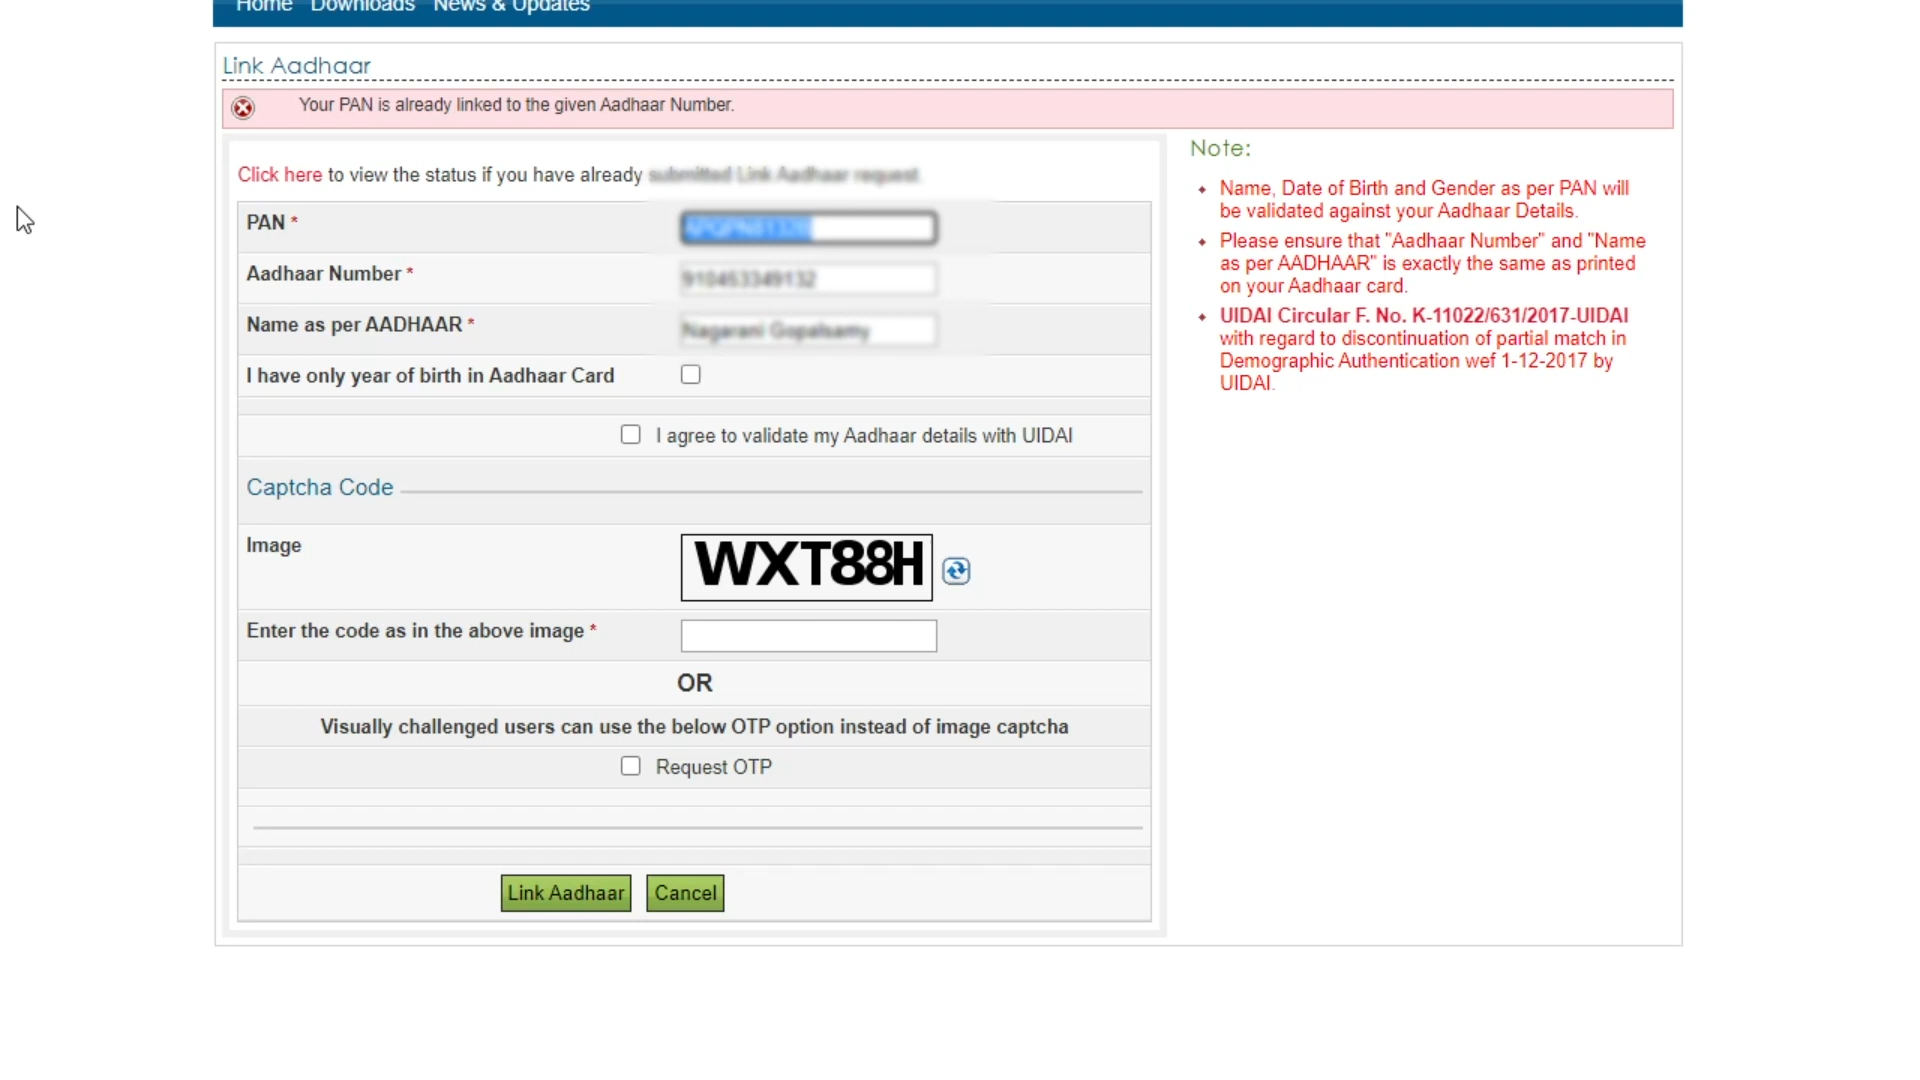 Home Downloads News & Updates
Link Aadhaar
Your PAN is already linked to the given Aadhaar Number.
Click here to view the status if you have already submitted Link Aadhaar request.
PAN *
Aadhaar Number *
Name as per AADHAAR *
I have only year of birth in Aadhaar Card
I agree to validate my Aadhaar details with UIDAI
Captcha Code
Image
WXT88H
Enter the code as in the above image *
OR
Visually challenged users can use the below OTP option instead of image captcha
Request OTP
Link Aadhaar Cancel
Note:
Name, Date of Birth and Gender as per PAN will
be validated against your Aadhaar Details.
Please ensure that "Aadhaar Number" and "Name
as per AADHAAR" is exactly the same as printed
on your Aadhaar card.
UIDAI Circular F. No. K-11022/631/2017-UIDAI
with regard to discontinuation of partial match in
Demographic Authentication wef 1-12-2017 by
UIDAI.